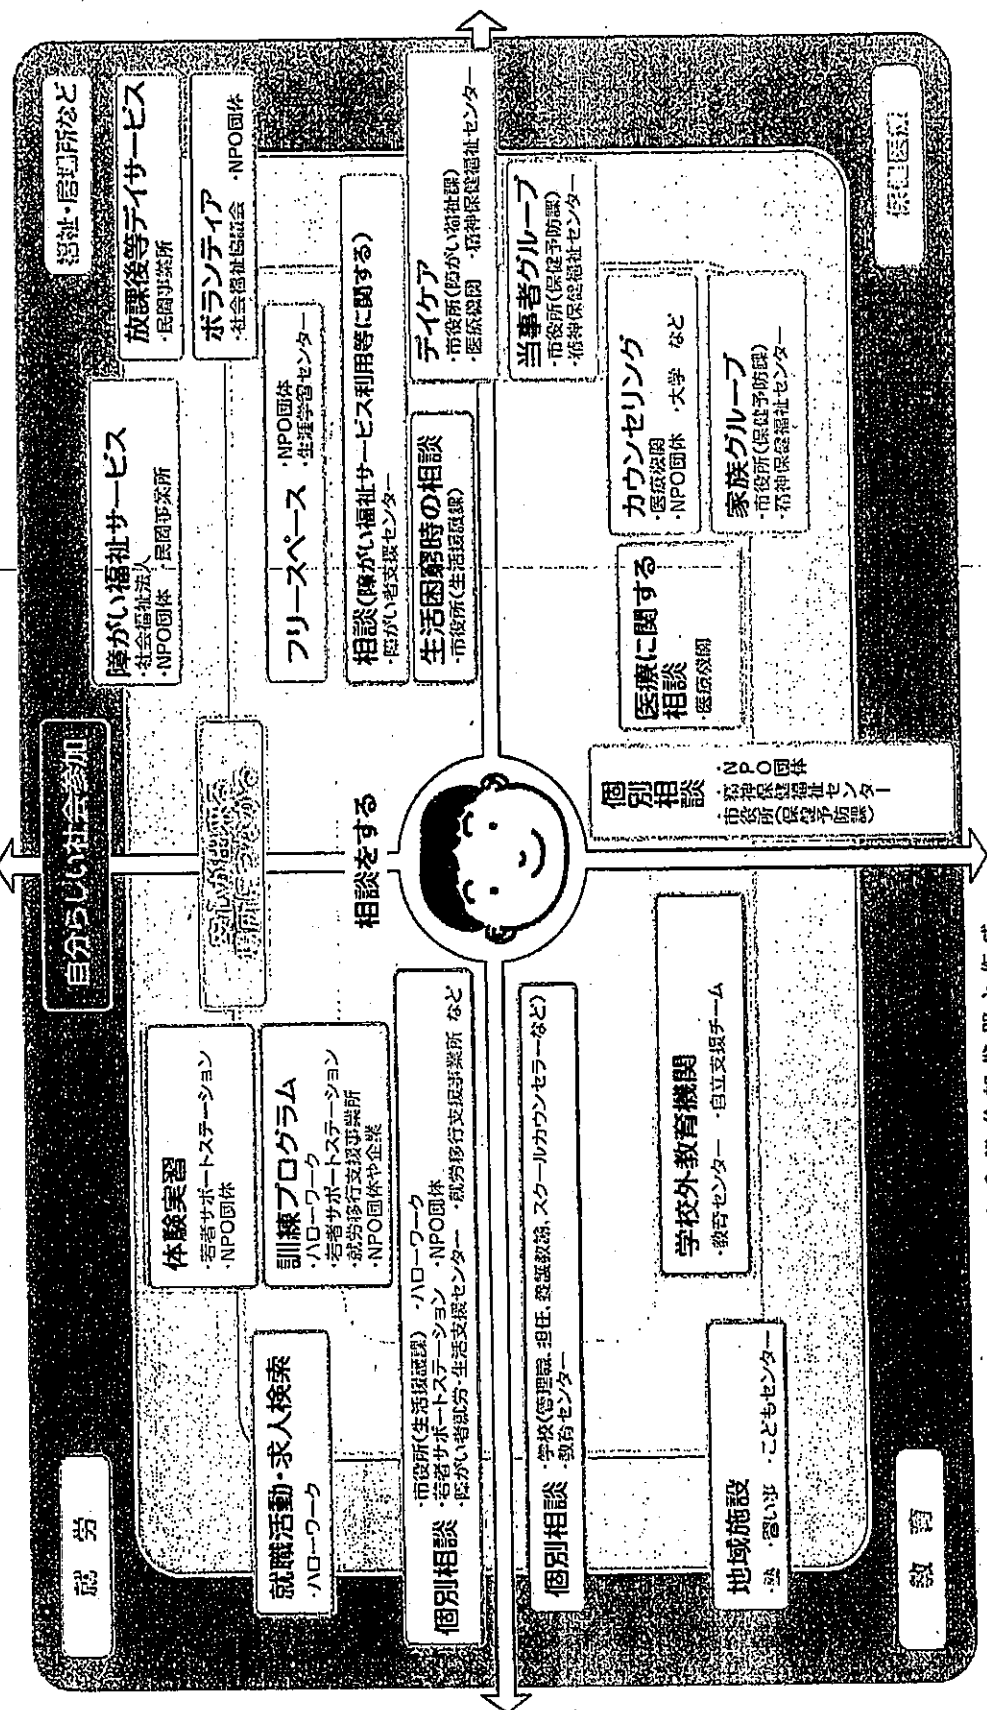 自分らしい社会参加
就労
福祉・居場所など
就職活動・求人検索
・ハローワーク
体験実習
・若者サポートステーション
・NPO団体
訓練プログラム
・ハローワーク
・若者サポートステーション
・就労移行支援事業所
・NPO団体や企業
障がい福祉サービス
・社会福祉法人
・NPO団体 ・民間事業所
放課後等デイサービス
・民間事業所
ボランティア
・社会福祉協議会 ・NPO団体
フリースペース
・NPO団体
・生涯学習センター
相談をする
相談(障がい福祉サービス利用等に関する)
・障がい者支援センター
生活困窮時の相談
・市役所(生活援護課)
デイケア
・市役所(障がい福祉課)
・医療機関 ・精神保健福祉センター
個別相談
・市役所(生活援護課) ・ハローワーク
・若者サポートステーション ・NPO団体
・障がい者就労・生活支援センター ・就労移行支援事業所 など
個別相談
・学校(管理職、担任、養護教諭、スクールカウンセラーなど)
・教育センター
当事者グループ
・市役所(保健予防課)
・精神保健福祉センター
個別相談
・NPO団体
・精神保健福祉センター
・市役所(保健予防課)
医療に関する
相談
・医療機関
カウンセリング
・医療機関
・NPO団体 ・大学 など
家族グループ
・市役所(保健予防課)
・精神保健福祉センター
学校外教育機関
・教育センター ・自立支援チーム
地域施設
・塾 ・習い事 ・こどもセンター
教育
保健医療